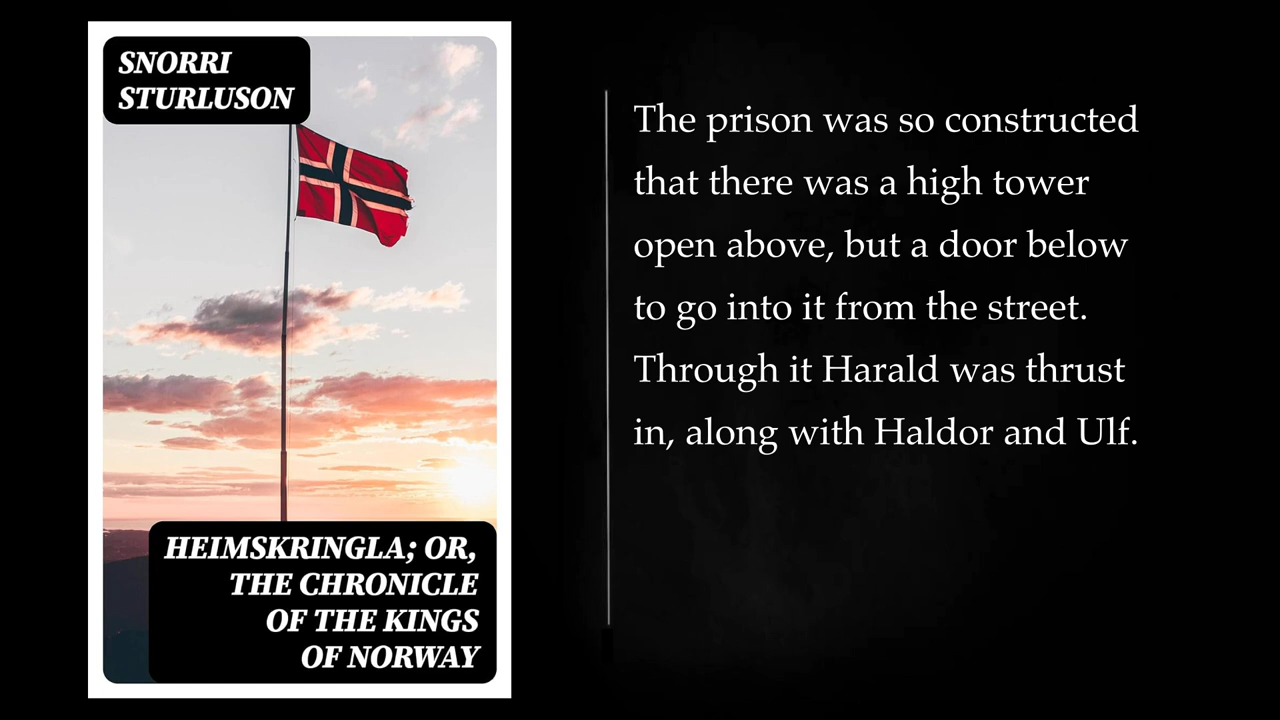 SNORRI
STURLUSON
HEIMSKRINGLA; OR,
THE CHRONICLE
OF THE KINGS
OF NORWAY
The prison was so constructed
that there was a high tower
open above, but a door below
to go into it from the street.
Through it Harald was thrust
in, along with Haldor and Ulf.